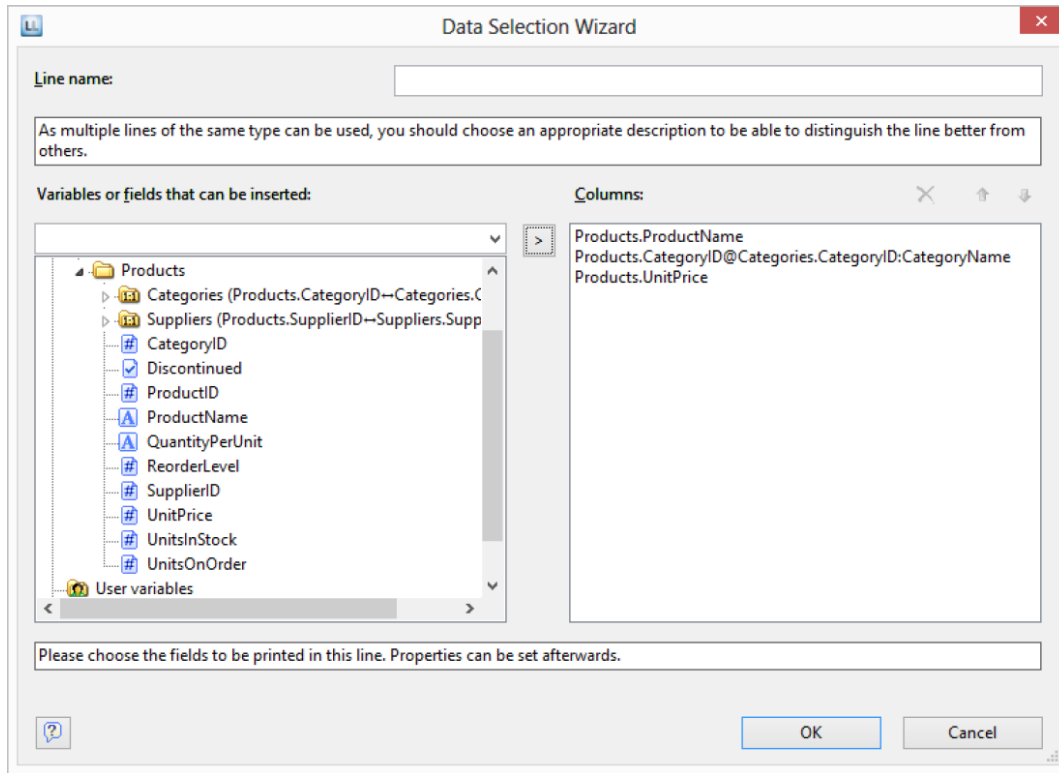 Data Selection Wizard
Line name:
As multiple lines of the same type can be used, you should choose an appropriate description to be able to distinguish the line better from
others.
Variables or fields that can be inserted:
Columns:
>
Products
Categories (Products.CategoryID↔Categories.C
Suppliers (Products.SupplierID↔Suppliers.Supp
CategoryID
Discontinued
ProductID
ProductName
QuantityPerUnit
ReorderLevel
SupplierID
UnitPrice
UnitsInStock
UnitsOnOrder
User variables
Products.ProductName
Products.CategoryID@Categories.CategoryID:CategoryName
Products.UnitPrice
Please choose the fields to be printed in this line. Properties can be set afterwards.
OK
Cancel